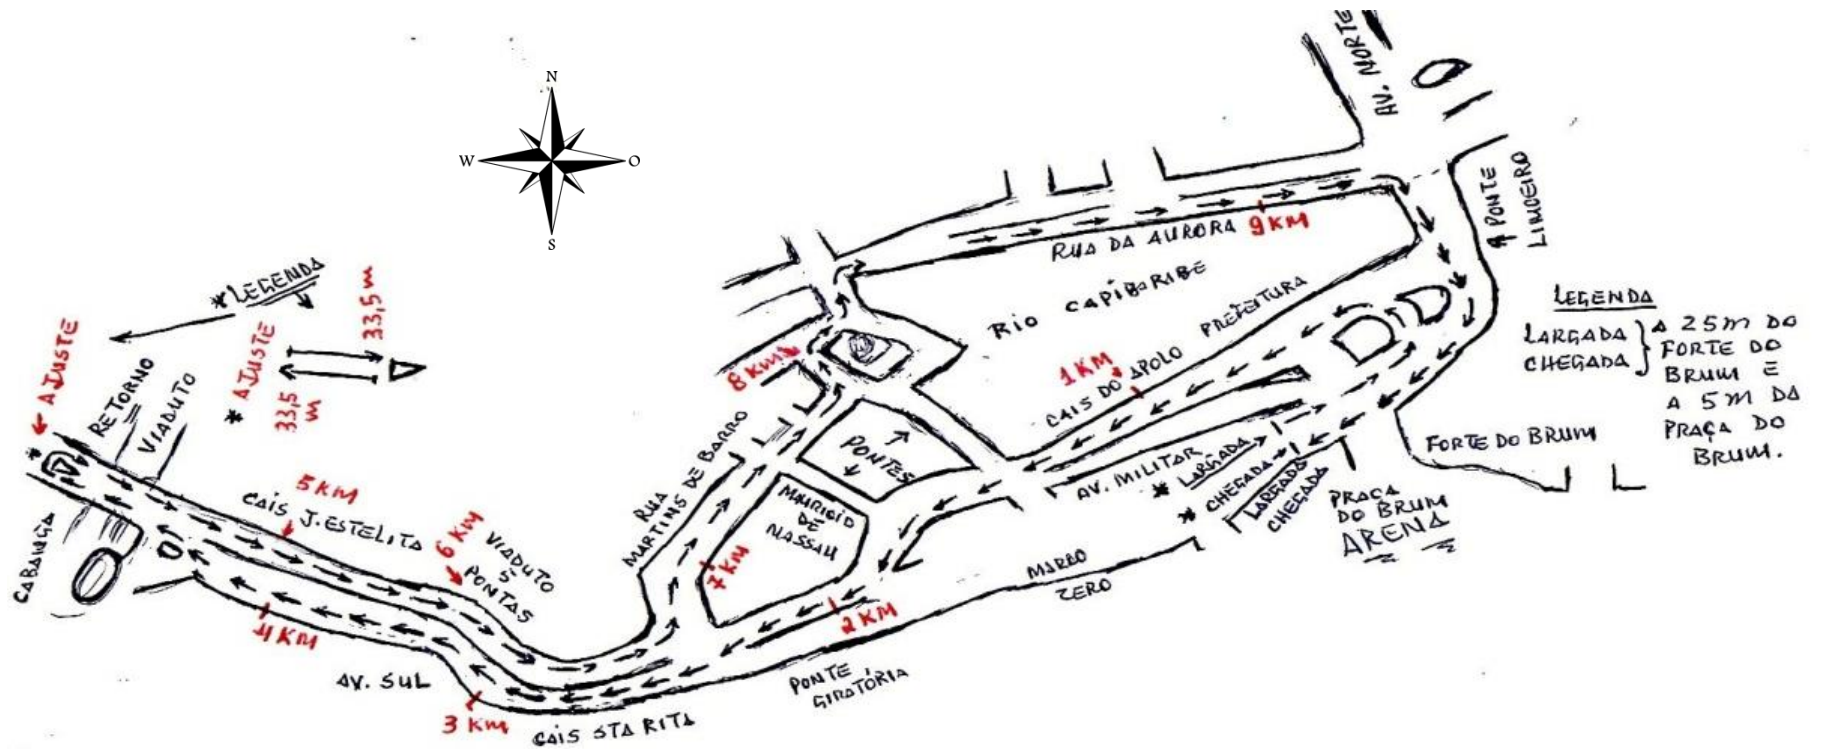 N
W
O
S
AV. NORTE
A PONTE
LIMOEIRO
RUA DA AURORA
9 KM
RIO CAPIBARIBE
PREFEITURA
CAIS DO APOLO
1 KM
* LEGENDA
33,5 m
* AJUSTE
33,5
m
AJUSTE
RETORNO
VIADUTO
*
8 KM
PONTES
RUA
MARTINS DE BARRO
MAURICIO
DE
NASSAU
7 KM
LEGENDA
LARGADA
CHEGADA
A 25M DO
FORTE DO
BRUM E
A 5M DA
PRAÇA DO
BRUM.
FORTE DO BRUM
AV. MILITAR
* LARGADA
* CHEGADA
LARGADA
CHEGADA
PRAÇA
DO BRUM
ARENA
5 KM
CAIS J. ESTELITA
6 KM
VIADUTO
5
PONTAS
CABANGA
4 KM
AV. SUL
3 KM
CAIS STA RITA
2 KM
PONTE
GIRATÓRIA
MARCO
ZERO